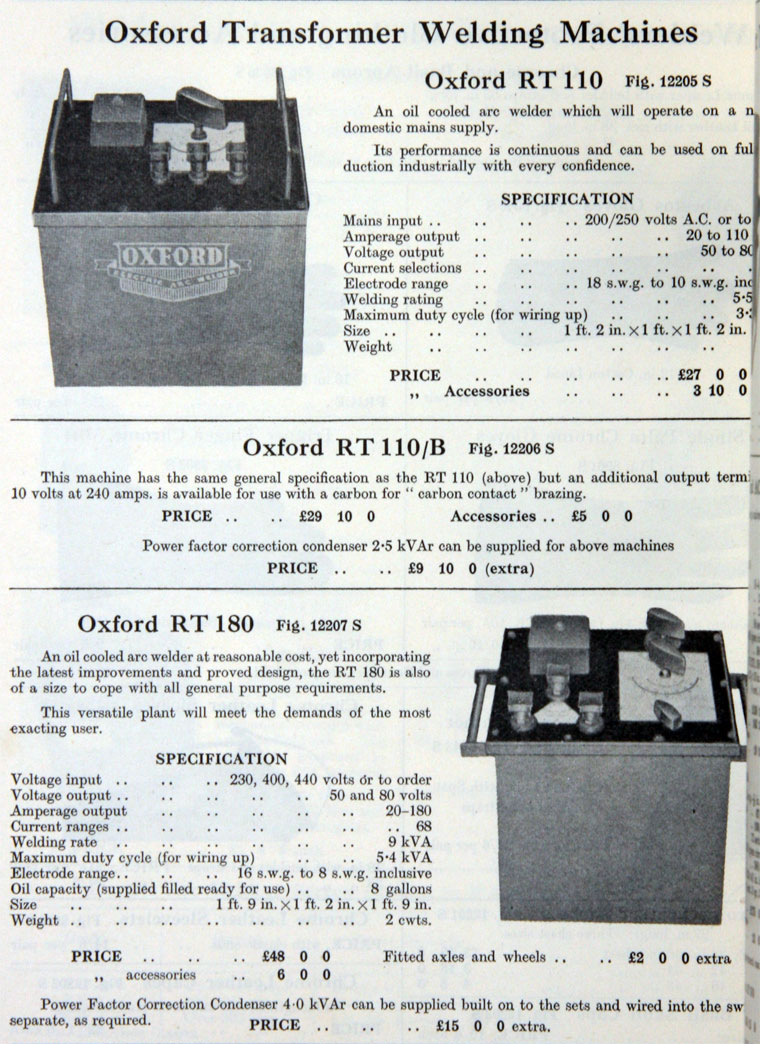 Oxford Transformer Welding Machines
Oxford RT 110 Fig. 12205 S
An oil cooled arc welder which will operate on a
domestic mains supply.
Its performance is continuous and can be used on
duction industrially with every confidence.
SPECIFICATION
Mains input .. .. .. .. 200/250 volts A.C. or to
Amperage output .. .. .. .. .. 20 to 110
Voltage output .. .. .. .. .. 50 to
Current selections .. .. .. .. .. ..
Electrode range .. .. .. 18 s.w.g. to 10 s.w.g.
Welding rating .. .. .. .. ..
Maximum duty cycle (for wiring up) .. .. ..
Size .. .. .. .. 1 ft. 2 in. × 1 ft. × 1 ft. 2 in.
Weight .. .. .. .. .. ..
PRICE .. .. .. .. £27 0 0
,, Accessories .. .. .. 3 10 0
OXFORD
ELECTRIC ARC WELDER
Oxford RT 110/B Fig. 12206 S
This machine has the same general specification as the RT 110 (above) but an additional output
10 volts at 240 amps. is available for use with a carbon for “ carbon contact ” brazing.
PRICE .. .. £29 10 0 Accessories .. £5 0 0
Power factor correction condenser 2·5 kVAr can be supplied for above machines
PRICE .. .. £9 10 0 (extra)
Oxford RT 180 Fig. 12207 S
An oil cooled arc welder at reasonable cost, yet incorporating
the latest improvements and proved design, the RT 180 is also
of a size to cope with all general purpose requirements.
This versatile plant will meet the demands of the most
exacting user.
SPECIFICATION
Voltage input .. .. .. 230, 400, 440 volts or to order
Voltage output .. .. .. .. .. 50 and 80 volts
Amperage output .. .. .. .. 20–180
Current ranges .. .. .. .. .. .. 68
Welding rate .. .. .. .. .. 9 kVA
Maximum duty cycle (for wiring up) .. .. 5·4 kVA
Electrode range .. .. .. 16 s.w.g. to 8 s.w.g. inclusive
Oil capacity (supplied filled ready for use) .. .. 8 gallons
Size .. .. .. 1 ft. 9 in. × 1 ft. 2 in. × 1 ft. 9 in.
Weight .. .. .. .. .. .. 2 cwts.
PRICE .. .. .. £48 0 0 Fitted axles and wheels .. .. £2 0 0 extra
,, accessories .. 6 0 0
Power Factor Correction Condenser 4·0 kVAr can be supplied built on to the sets and wired into the
separate, as required. PRICE .. .. .. £15 0 0 extra.